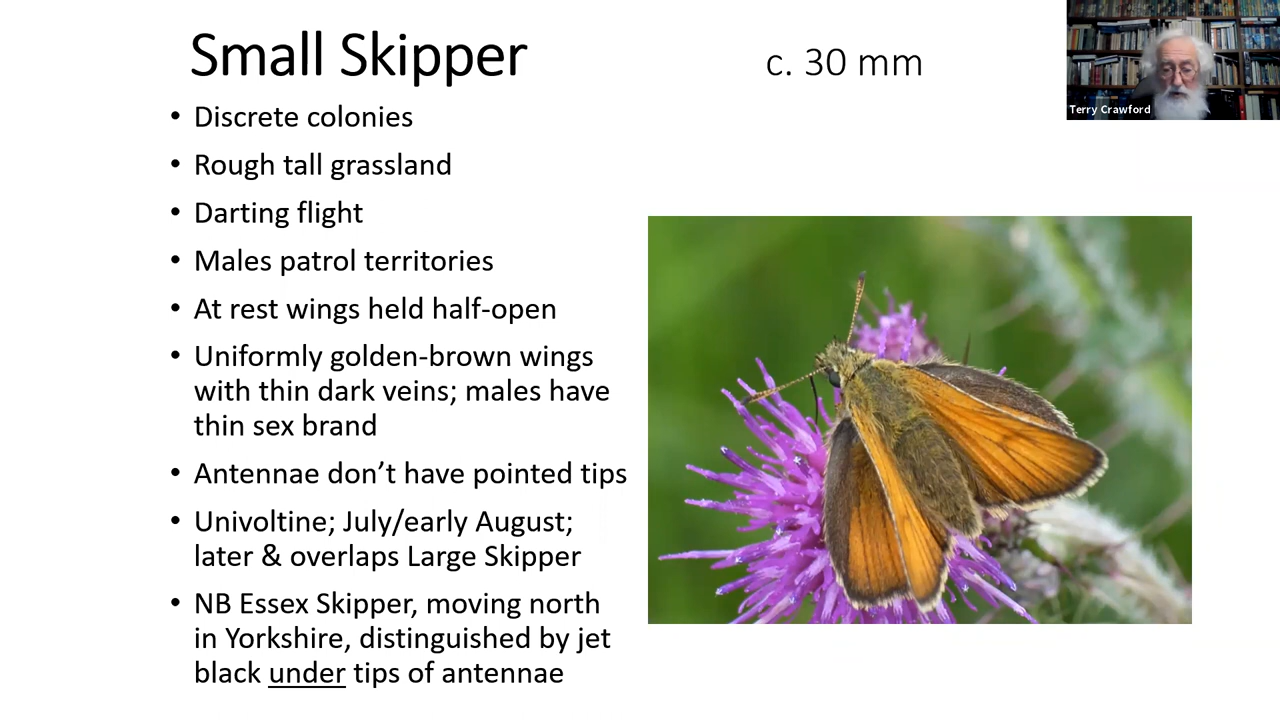 Small Skipper
c. 30 mm
Terry Crawford
• Discrete colonies
• Rough tall grassland
• Darting flight
• Males patrol territories
• At rest wings held half-open
• Uniformly golden-brown wings
with thin dark veins; males have
thin sex brand
• Antennae don’t have pointed tips
• Univoltine; July/early August;
later & overlaps Large Skipper
• NB Essex Skipper, moving north
in Yorkshire, distinguished by jet
black under tips of antennae